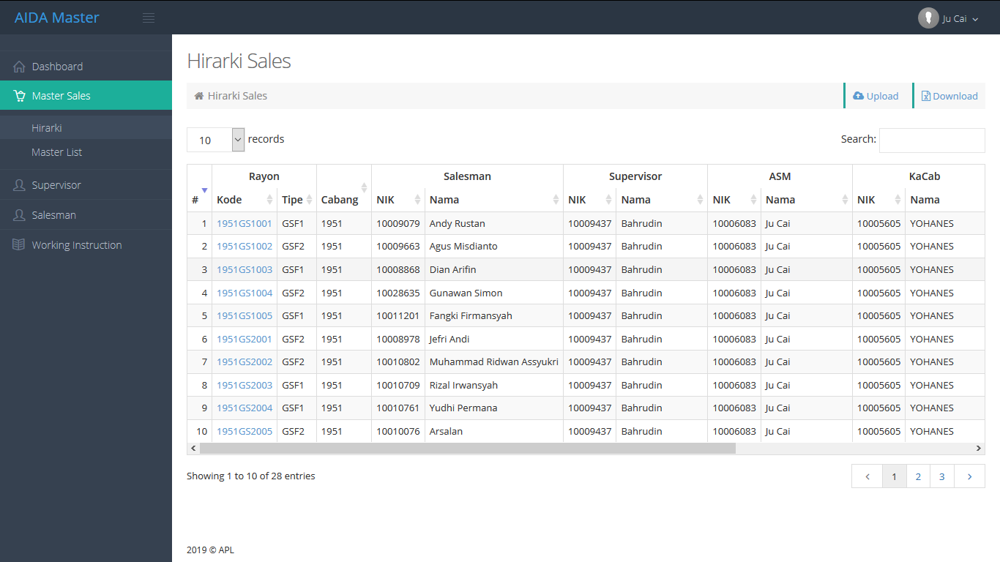 AIDA Master
Ju Cai
Dashboard
Master Sales
Hirarki
Master List
Supervisor
Salesman
Working Instruction
Hirarki Sales
Hirarki Sales
Upload
Download
10 records
Search:
Rayon Salesman Supervisor ASM KaCab
# Kode Tipe Cabang NIK Nama NIK Nama NIK Nama NIK Nama
1 1951GS1001 GSF1 1951 10009079 Andy Rustan 10009437 Bahrudin 10006083 Ju Cai 10005605 YOHANES
2 1951GS1002 GSF2 1951 10009663 Agus Misdianto 10009437 Bahrudin 10006083 Ju Cai 10005605 YOHANES
3 1951GS1003 GSF1 1951 10008868 Dian Arifin 10009437 Bahrudin 10006083 Ju Cai 10005605 YOHANES
4 1951GS1004 GSF2 1951 10028635 Gunawan Simon 10009437 Bahrudin 10006083 Ju Cai 10005605 YOHANES
5 1951GS1005 GSF1 1951 10011201 Fangki Firmansyah 10009437 Bahrudin 10006083 Ju Cai 10005605 YOHANES
6 1951GS2001 GSF2 1951 10008978 Jefri Andi 10009437 Bahrudin 10006083 Ju Cai 10005605 YOHANES
7 1951GS2002 GSF2 1951 10010802 Muhammad Ridwan Assyukri 10009437 Bahrudin 10006083 Ju Cai 10005605 YOHANES
8 1951GS2003 GSF1 1951 10010709 Rizal Irwansyah 10009437 Bahrudin 10006083 Ju Cai 10005605 YOHANES
9 1951GS2004 GSF1 1951 10010761 Yudhi Permana 10009437 Bahrudin 10006083 Ju Cai 10005605 YOHANES
10 1951GS2005 GSF2 1951 10010076 Arsalan 10009437 Bahrudin 10006083 Ju Cai 10005605 YOHANES
Showing 1 to 10 of 28 entries
1 2 3
2019 © APL